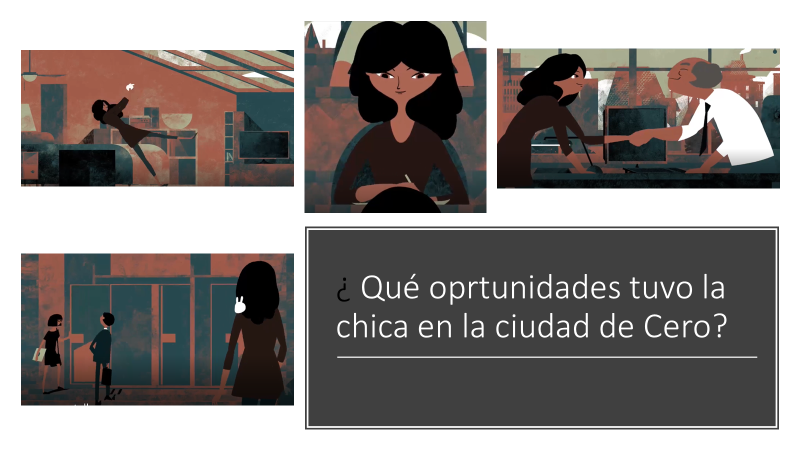 ¿ Qué oprtunidades tuvo la
chica en la ciudad de Cero?